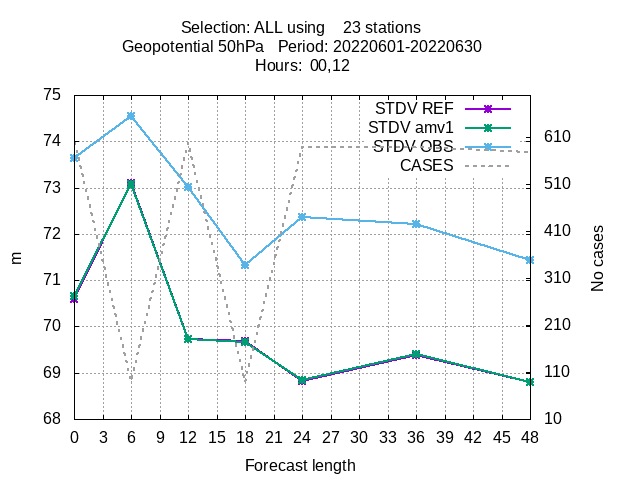 Selection: ALL using    23 stations
Geopotential 50hPa   Period: 20220601-20220630
Hours:  00,12
75
74
73
72
71
70
69
68
m
STDV REF
STDV amv1
STDV OBS
CASES
610
510
410
310
210
110
10
No cases
0 3 6 9 12 15 18 21 24 27 30 33 36 39 42 45 48
Forecast length